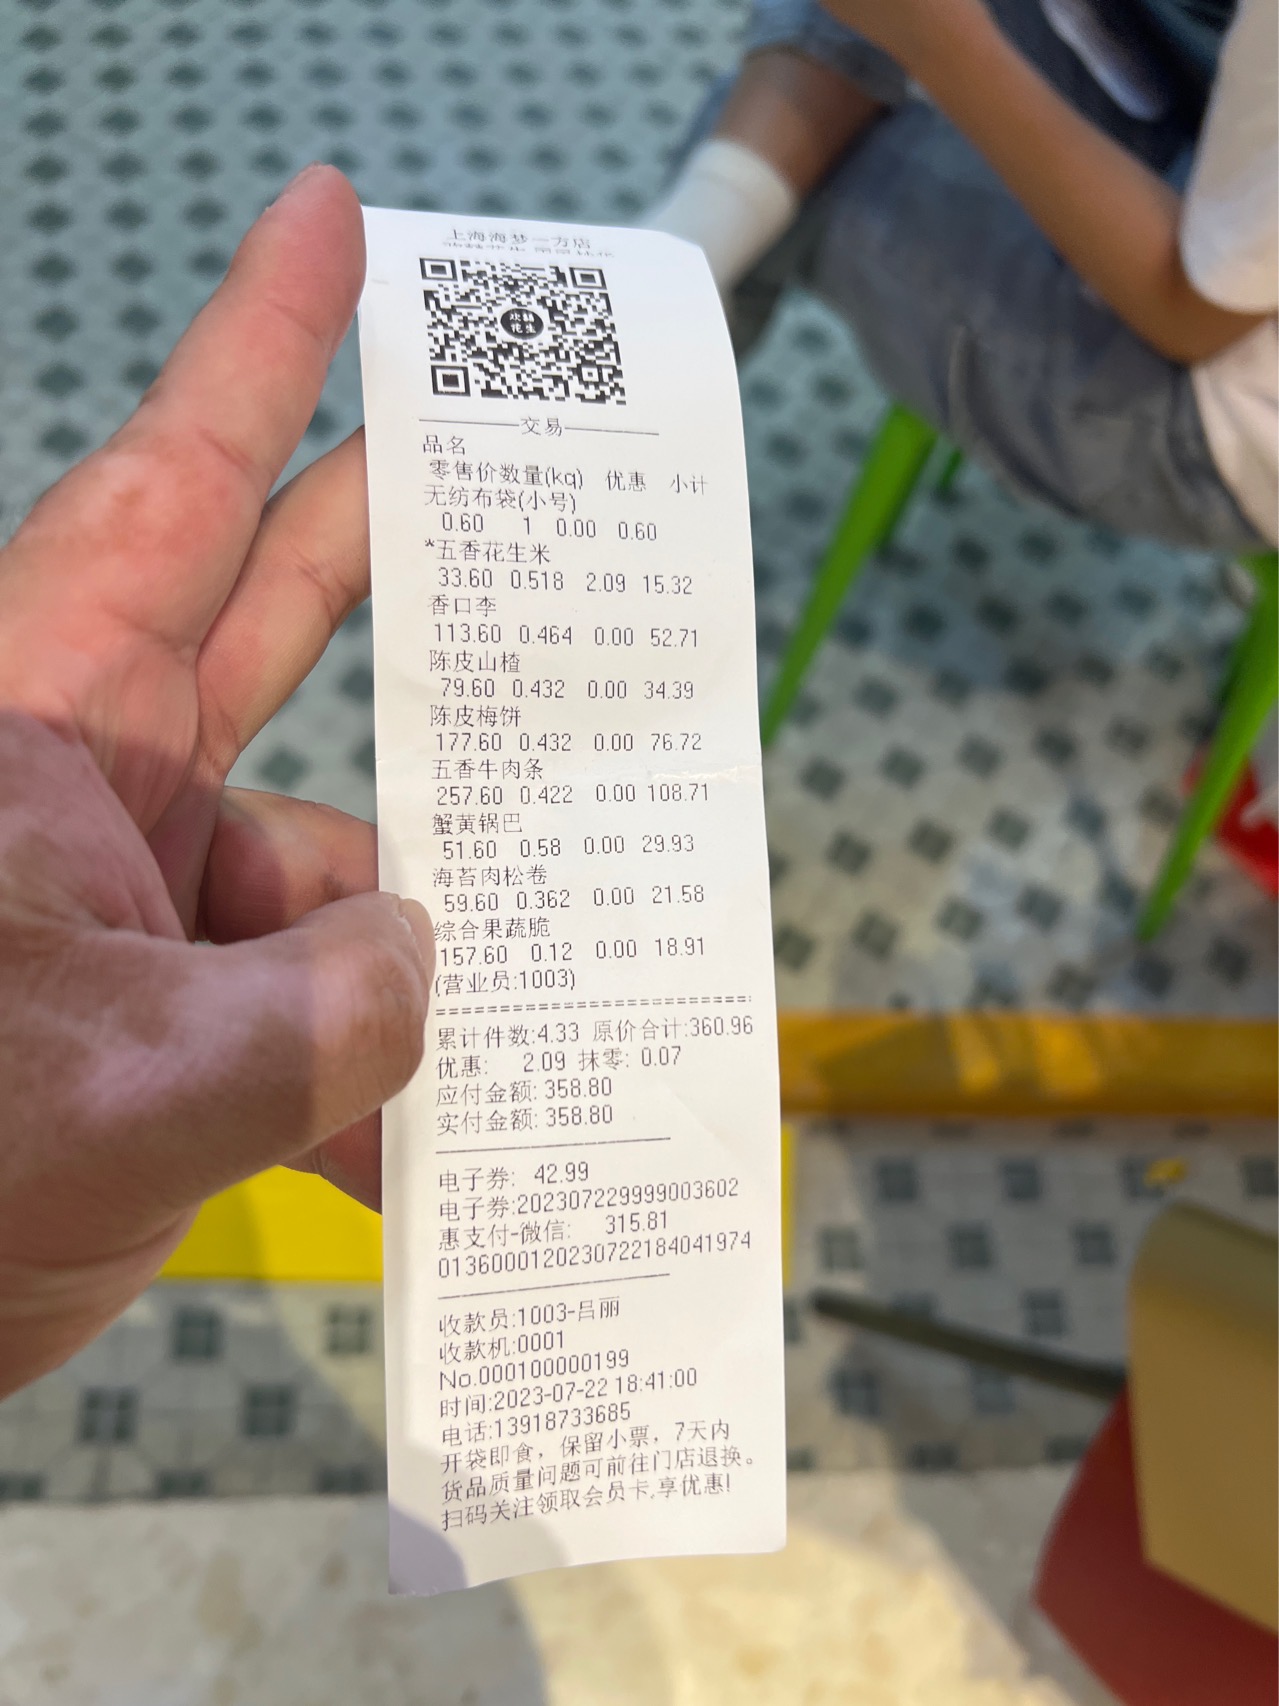 上海海梦一方店
交易
品名
零售价数量(kg) 优惠 小计
无纺布袋(小号)
0.60 1 0.00 0.60
*五香花生米
33.60 0.518 2.09 15.32
香口李
113.60 0.464 0.00 52.71
陈皮山楂
79.60 0.432 0.00 34.39
陈皮梅饼
177.60 0.432 0.00 76.72
五香牛肉条
257.60 0.422 0.00 108.71
蟹黄锅巴
51.60 0.58 0.00 29.93
海苔肉松卷
59.60 0.362 0.00 21.58
综合果蔬脆
157.60 0.12 0.00 18.91
(营业员:1003)
累计件数:4.33 原价合计:360.96
优惠: 2.09 抹零: 0.07
应付金额: 358.80
实付金额: 358.80
电子券: 42.99
电子券:202307229999003602
惠支付-微信: 315.81
01360001202307221840​41974
收款员:1003-吕丽
收款机:0001
No.000100000199
时间:2023-07-22 18:41:00
电话:13918733685
开袋即食，保留小票，7天内
货品质量问题可前往门店退换。
扫码关注领取会员卡,享优惠!